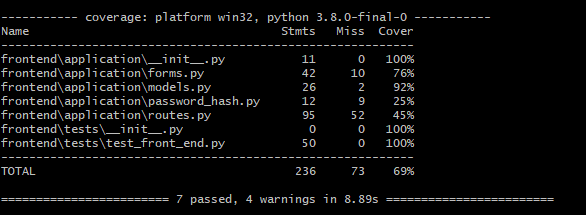 ----------- coverage: platform win32, python 3.8.0-final-0 -----------
Name                                 Stmts   Miss  Cover
--------------------------------------------------------
frontend\application\__init__.py        11      0   100%
frontend\application\forms.py           42     10    76%
frontend\application\models.py          26      2    92%
frontend\application\password_hash.py   12      9    25%
frontend\application\routes.py          95     52    45%
frontend\tests\__init__.py               0      0   100%
frontend\tests\test_front_end.py        50      0   100%
--------------------------------------------------------
TOTAL                                  236     73    69%
======================== 7 passed, 4 warnings in 8.89s ========================